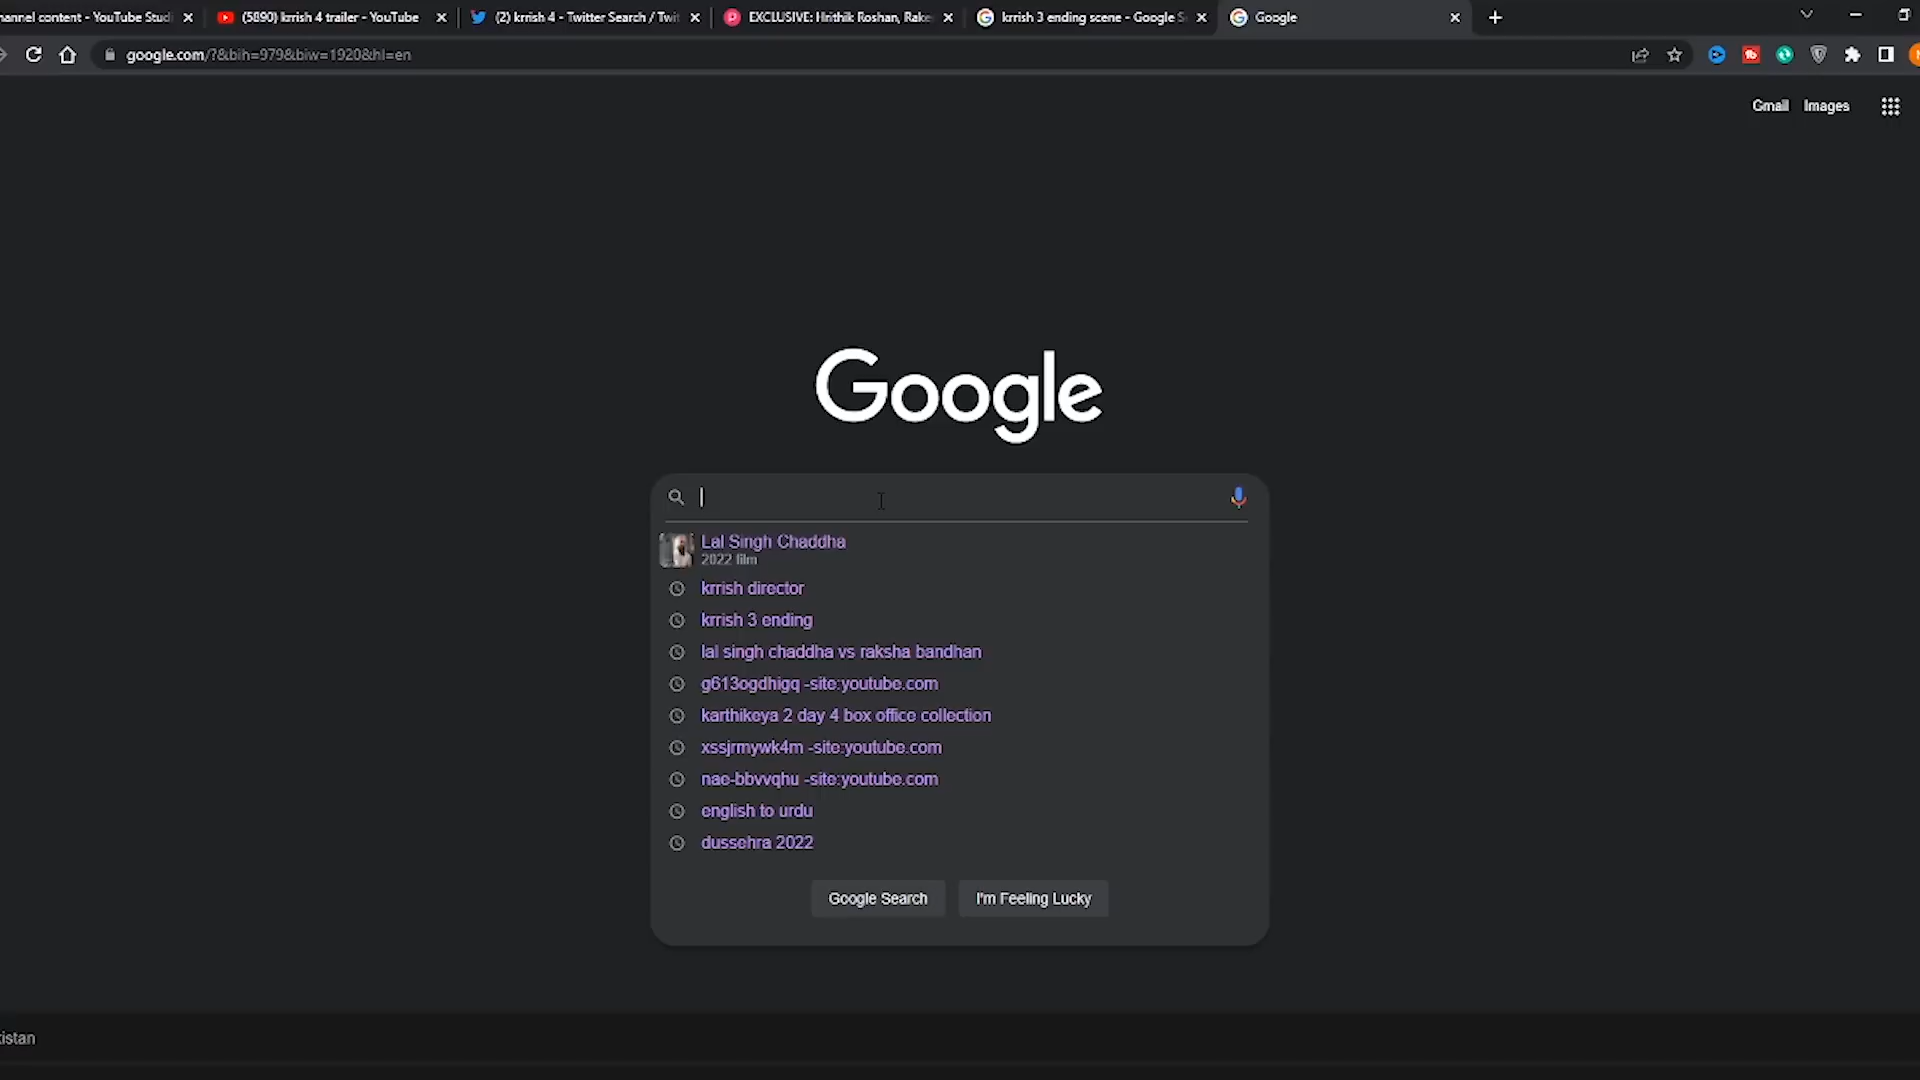 hannel content - YouTube Studi
(5890) krrish 4 trailer - YouTube
(2) krrish 4 - Twitter Search / Twit
EXCLUSIVE: Hrithik Roshan, Rake
krrish 3 ending scene - Google S
Google
google.com/?&bih=979&biw=1920&hl=en
Gmail Images
Google
Lal Singh Chaddha
2022 film
krrish director
krrish 3 ending
lal singh chaddha vs raksha bandhan
g613ogdhigq -site:youtube.com
karthikeya 2 day 4 box office collection
xssjrmywk4m -site:youtube.com
nae-bbvvqhu -site:youtube.com
english to urdu
dussehra 2022
Google Search
I'm Feeling Lucky
istan